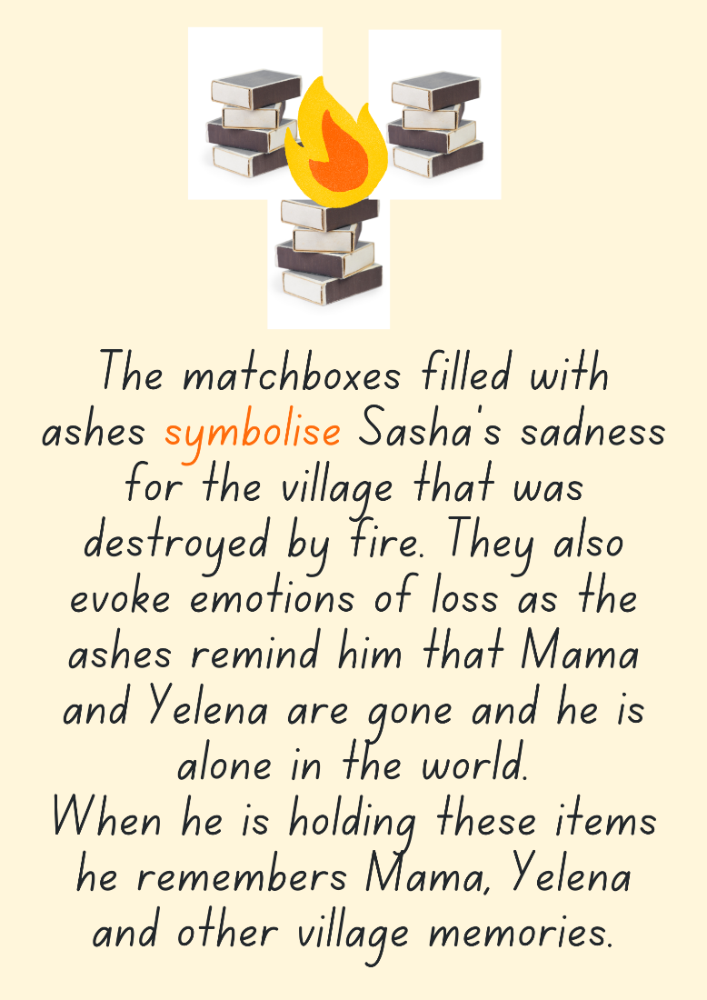 The matchboxes filled with
ashes symbolise Sasha's sadness
for the village that was
destroyed by fire. They also
evoke emotions of loss as the
ashes remind him that Mama
and Yelena are gone and he is
alone in the world.
When he is holding these items
he remembers Mama, Yelena
and other village memories.